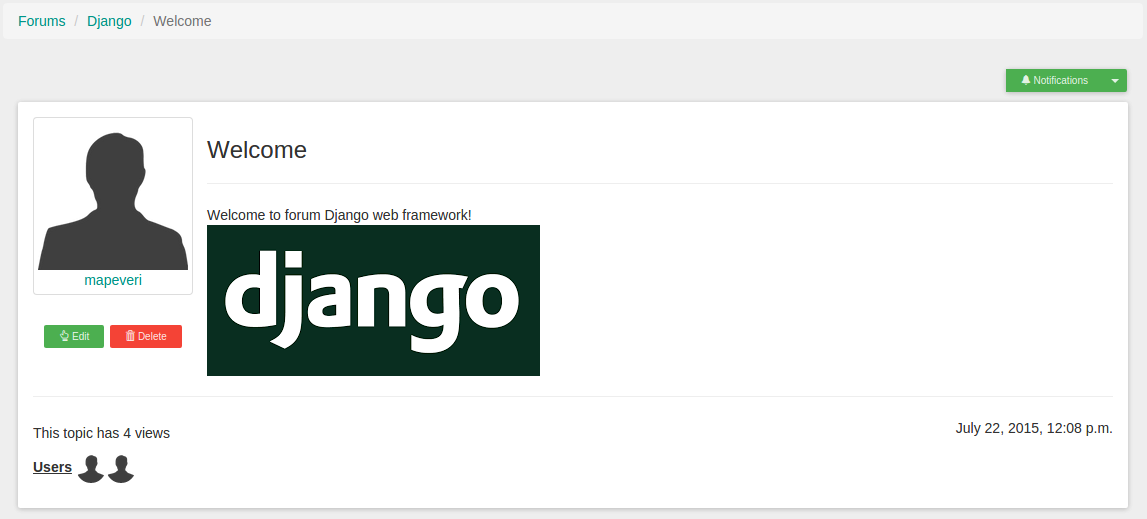 Forums / Django / Welcome
Notifications
Welcome
Welcome to forum Django web framework!
django
mapeveri
Edit Delete
This topic has 4 views
July 22, 2015, 12:08 p.m.
Users